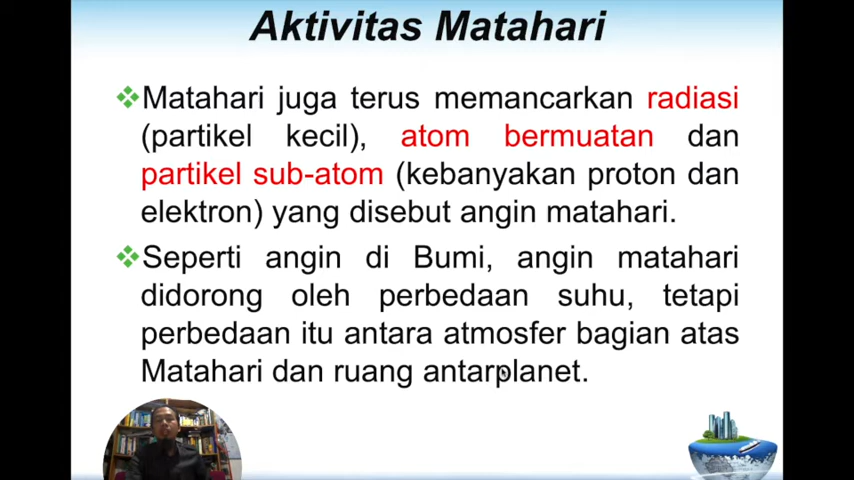 Aktivitas Matahari
Matahari juga terus memancarkan radiasi
(partikel kecil), atom bermuatan dan
partikel sub-atom (kebanyakan proton dan
elektron) yang disebut angin matahari.
Seperti angin di Bumi, angin matahari
didorong oleh perbedaan suhu, tetapi
perbedaan itu antara atmosfer bagian atas
Matahari dan ruang antarplanet.